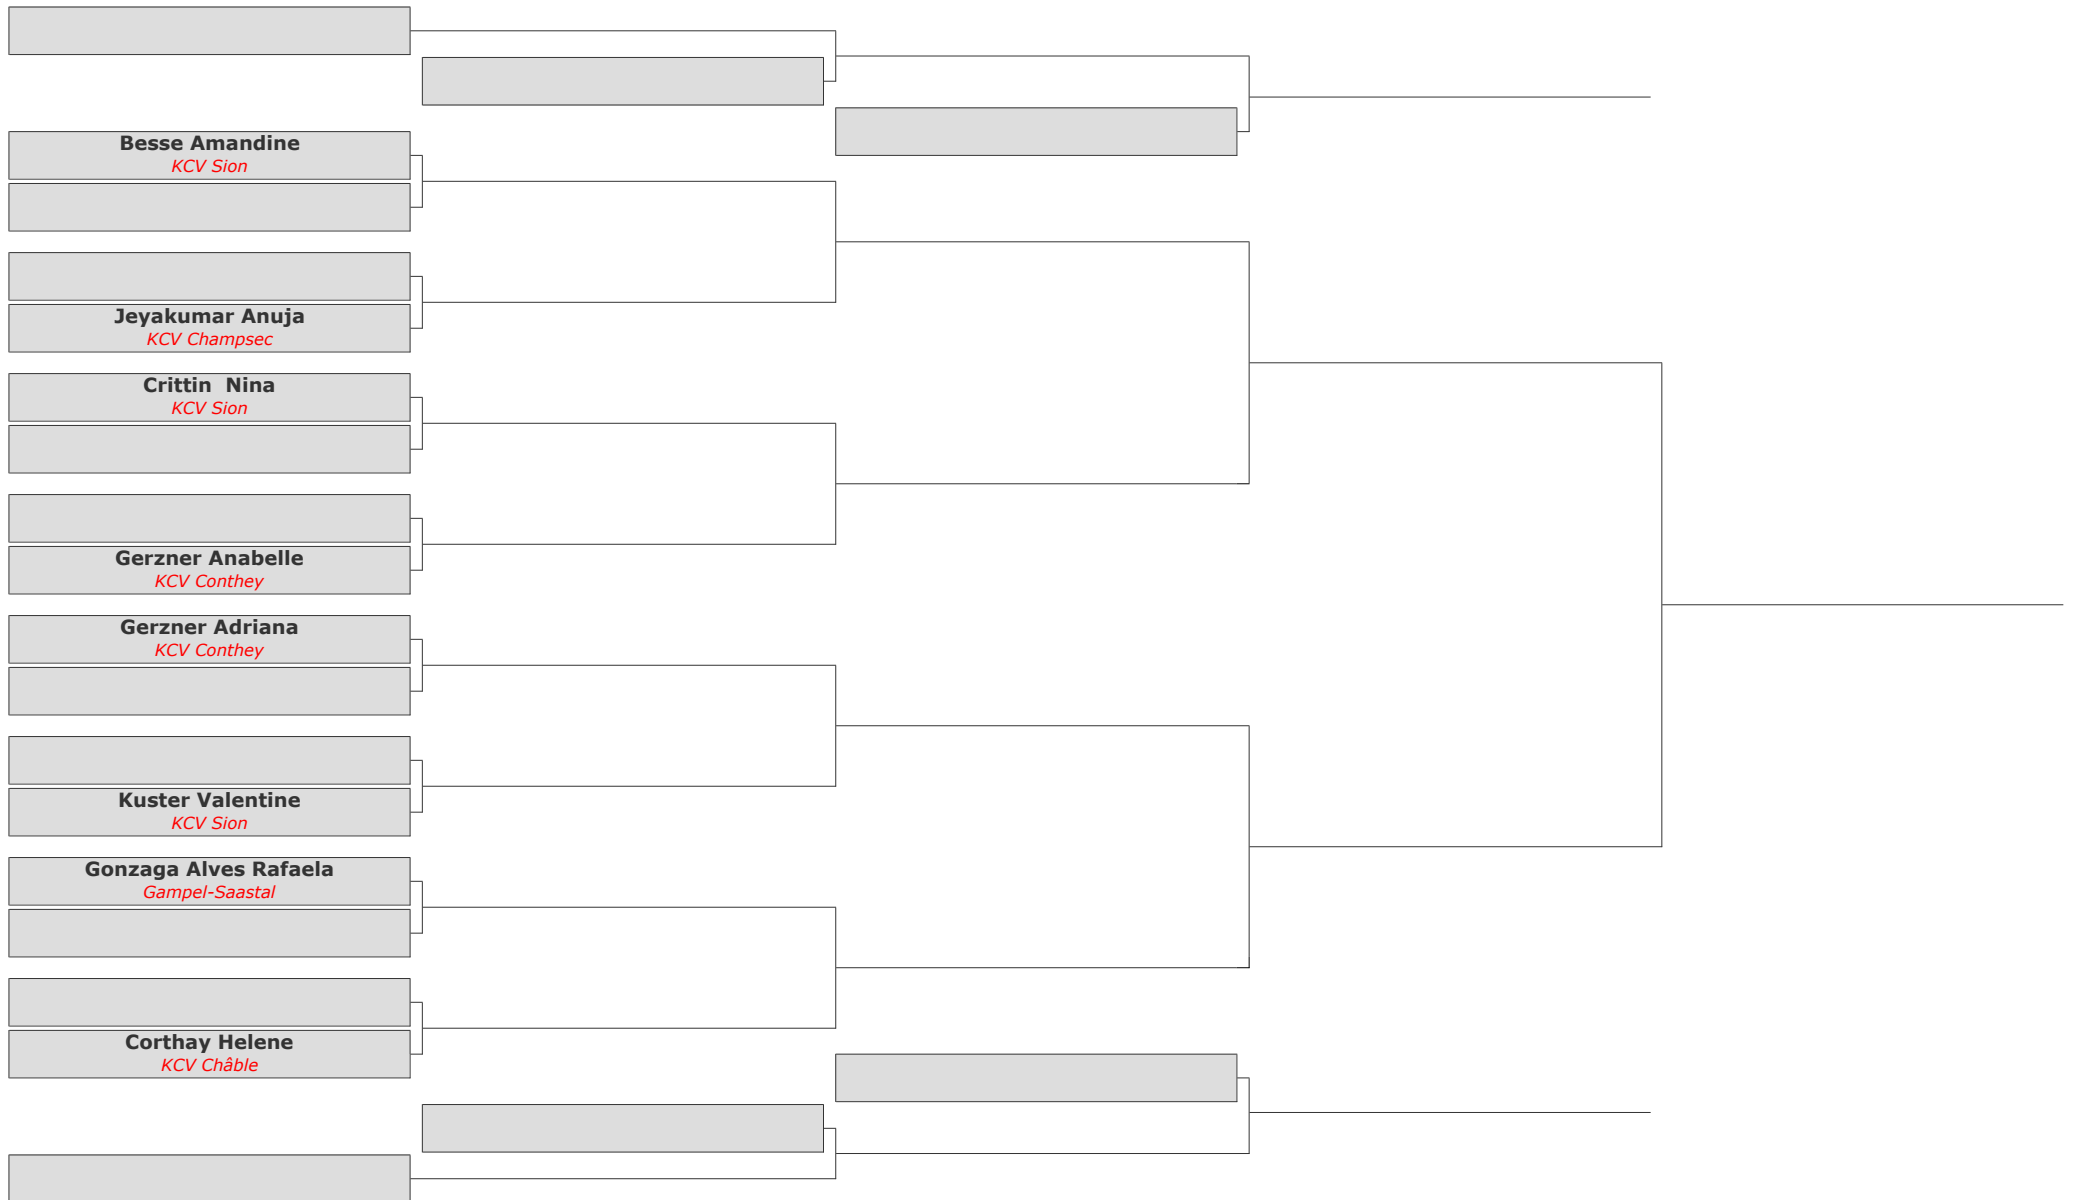 Besse Amandine
KCV Sion
Jeyakumar Anuja
KCV Champsec
Crittin  Nina
KCV Sion
Gerzner Anabelle
KCV Conthey
Gerzner Adriana
KCV Conthey
Kuster Valentine
KCV Sion
Gonzaga Alves Rafaela
Gampel-Saastal
Corthay Helene
KCV Châble